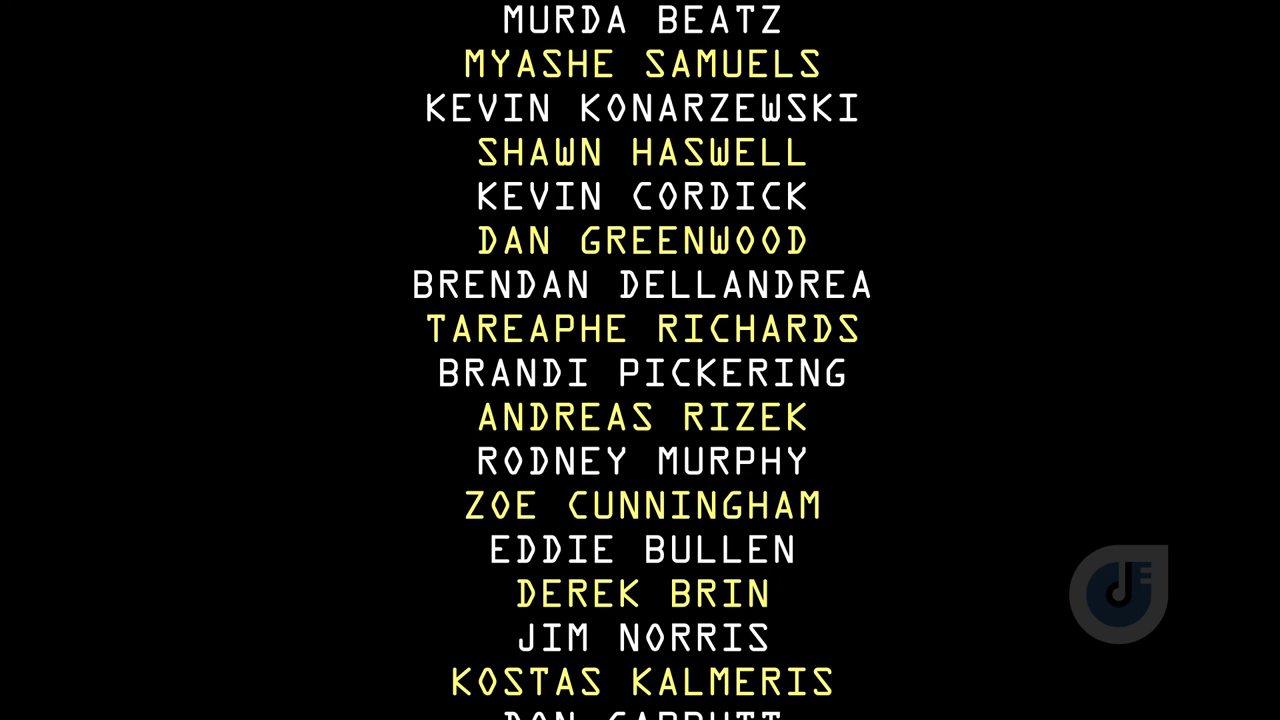 MURDA BEATZ
MYASHE SAMUELS
KEVIN KONARZEWSKI
SHAWN HASWELL
KEVIN CORDICK
DAN GREENWOOD
BRENDAN DELLANDREA
TAREAPHE RICHARDS
BRANDI PICKERING
ANDREAS RIZEK
RODNEY MURPHY
ZOE CUNNINGHAM
EDDIE BULLEN
DEREK BRIN
JIM NORRIS
KOSTAS KALMERIS